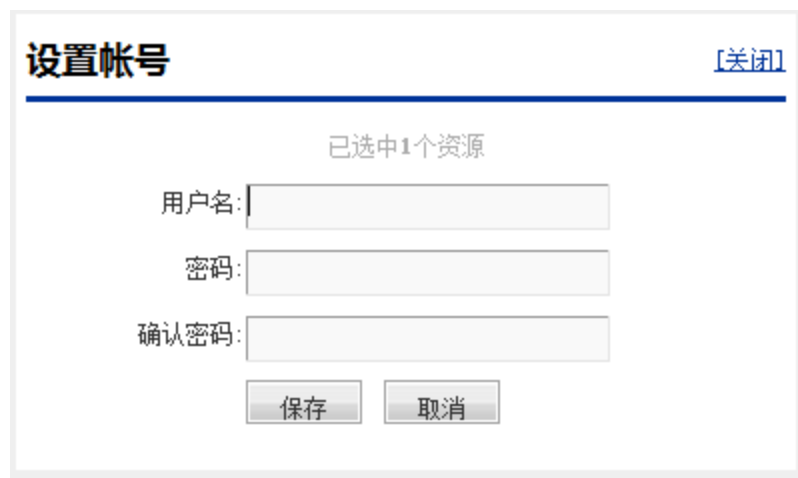 设置帐号 [关闭]
已选中1个资源
用户名:
密码:
确认密码:
保存 取消